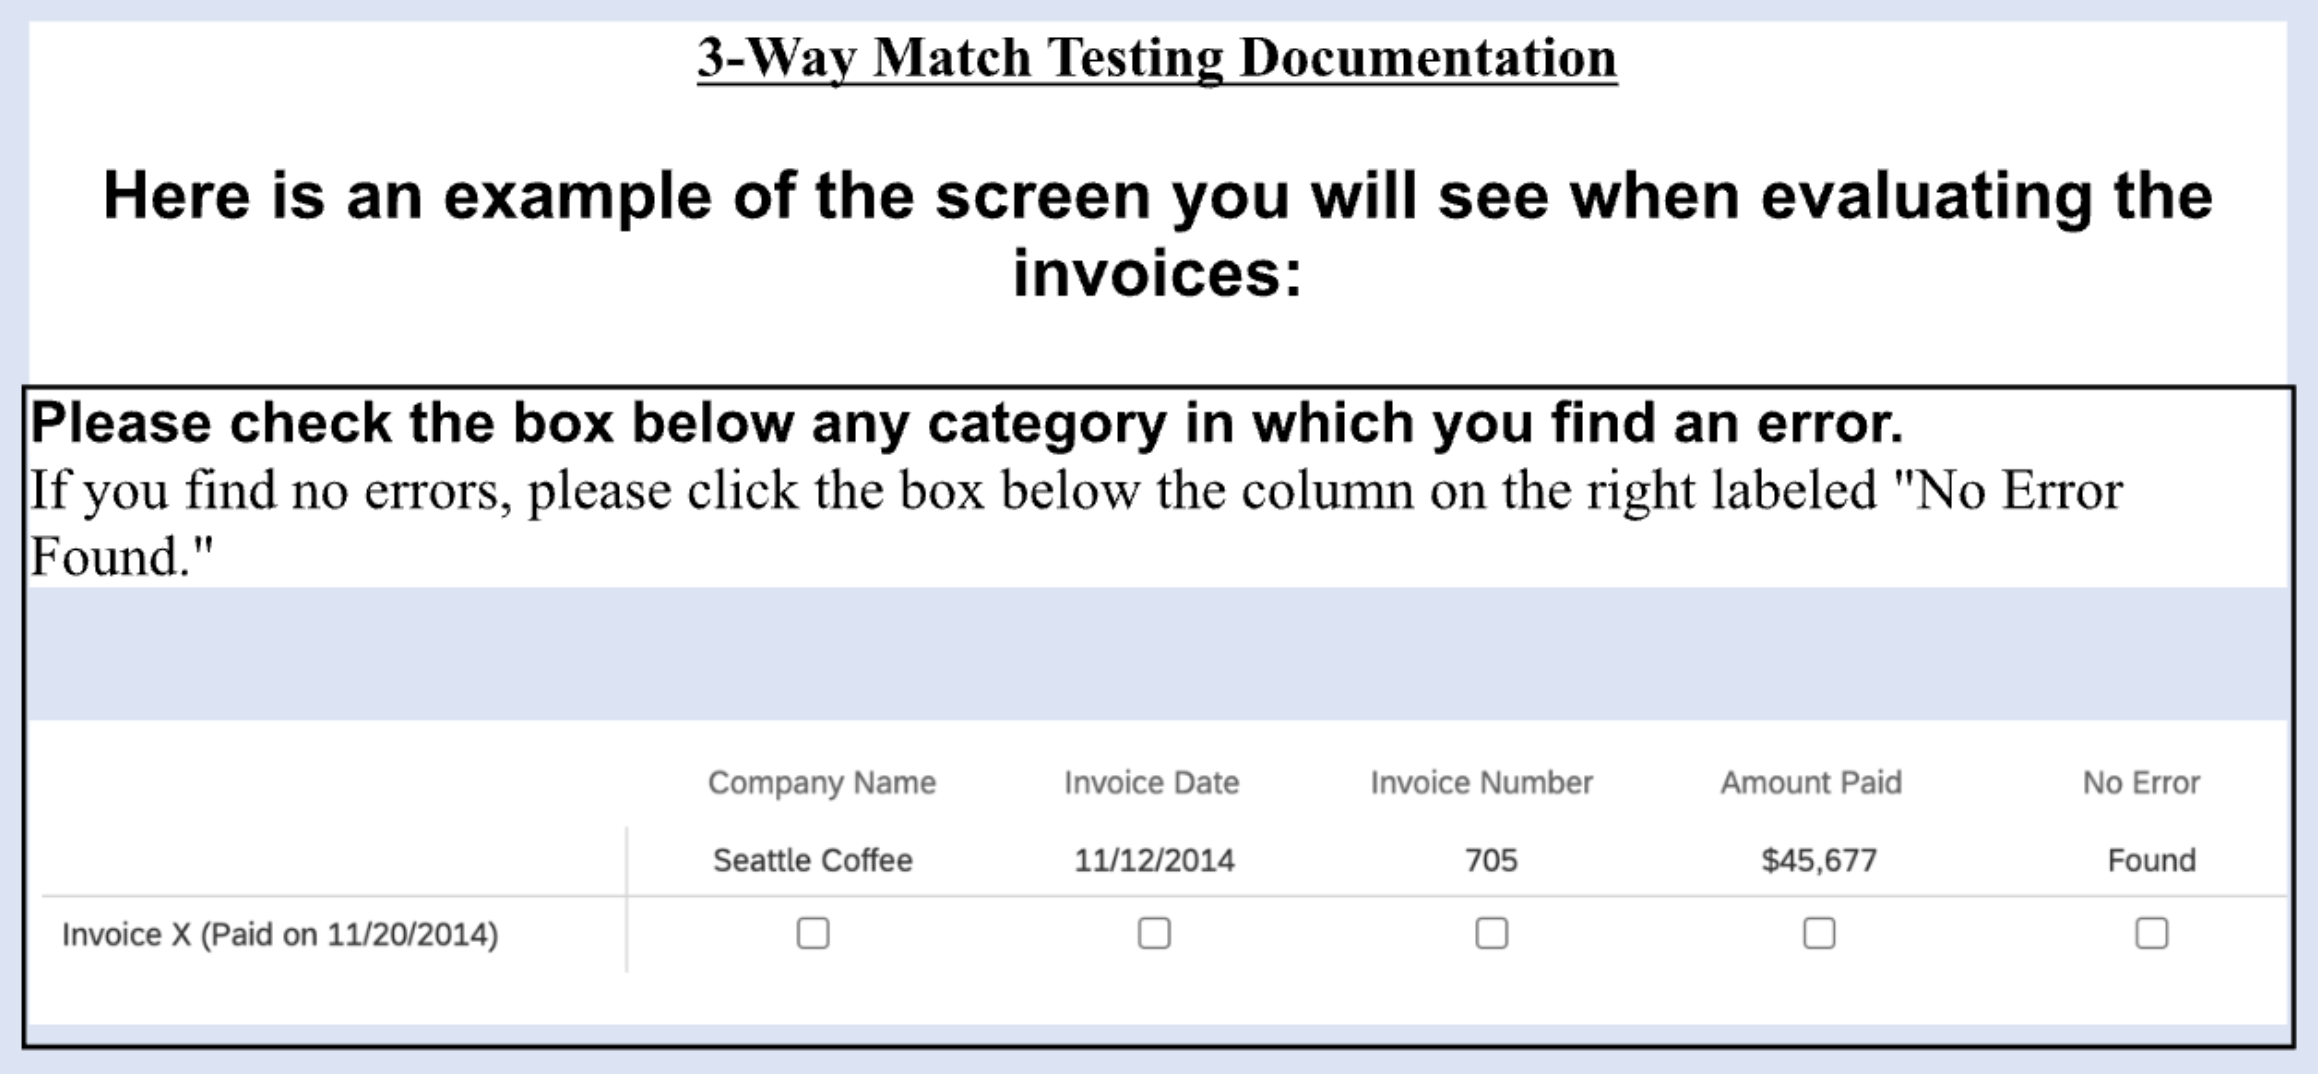 3-Way Match Testing Documentation
Here is an example of the screen you will see when evaluating the
invoices:
Please check the box below any category in which you find an error.
If you find no errors, please click the box below the column on the right labeled "No Error
Found."
Company Name Invoice Date Invoice Number Amount Paid No Error
Seattle Coffee 11/12/2014 705 $45,677 Found
Invoice X (Paid on 11/20/2014)